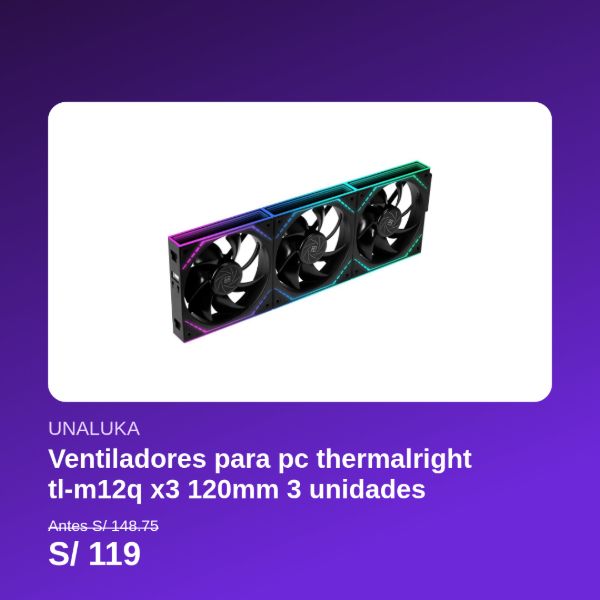 UNALUKA
Ventiladores para pc thermalright
tl-m12q x3 120mm 3 unidades
Antes S/ 148.75
S/ 119